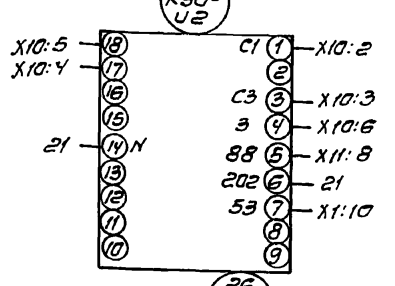 X30-
U2
X10:5 18 C1 1 X10:2
X10:4 17 2
16 C3 3 X10:3
15 3 4 X10:6
21 14 N 88 5 X11:8
13 202 6 21
12 53 7 X1:10
11 8
10 9
26